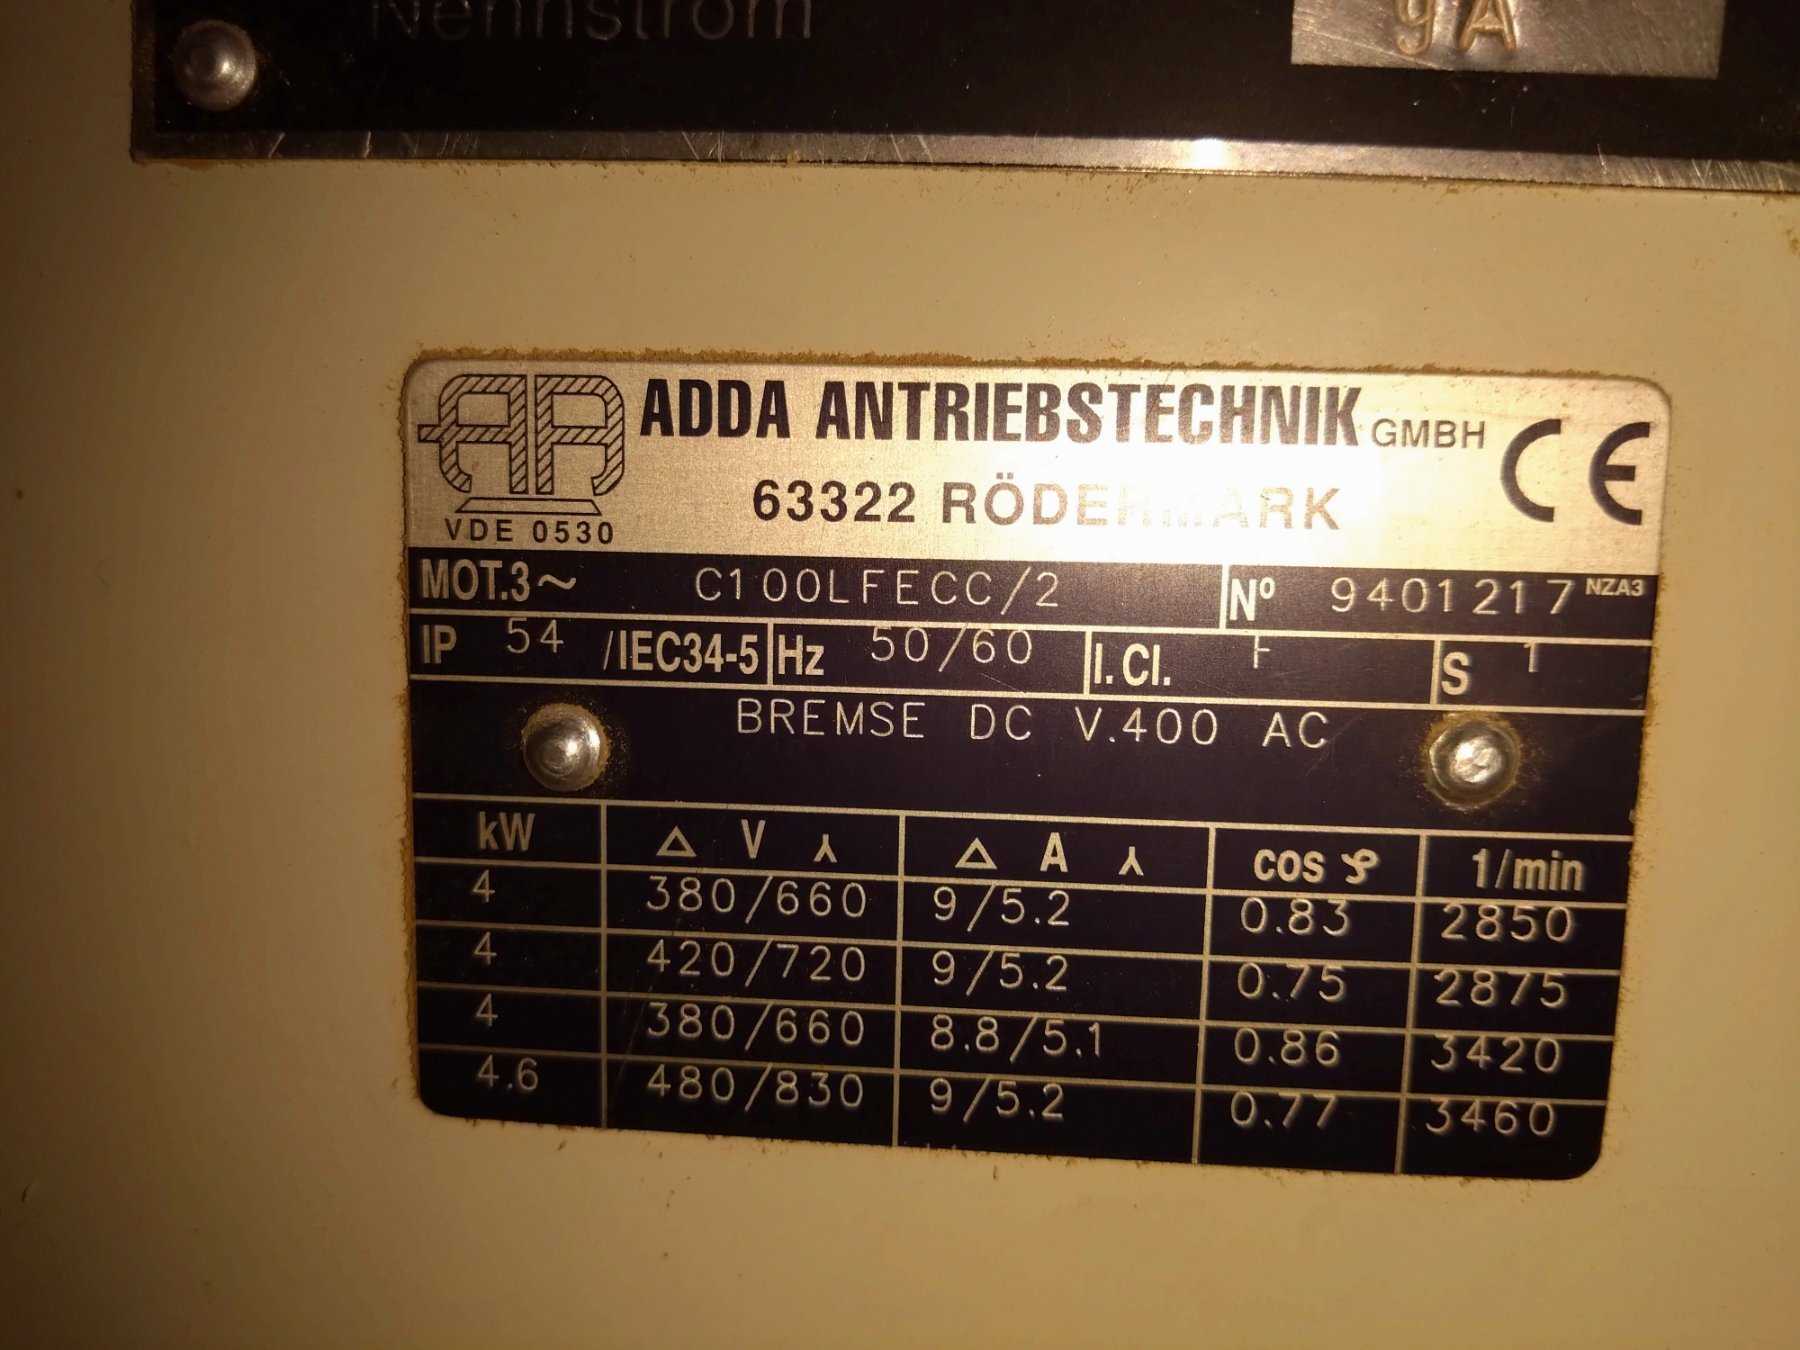 Nennstrom 9A
ADDA ANTRIEBSTECHNIK GMBH CE
63322 RÖDERMARK
VDE 0530
MOT.3~ C100LFECC/2 Nº 9401217 NZA3
IP 54 /IEC34-5 Hz 50/60 I.Cl. F S 1
BREMSE DC V.400 AC
kW △ V ⅄ △ A ⅄ cos φ 1/min
4 380/660 9/5.2 0.83 2850
4 420/720 9/5.2 0.75 2875
4 380/660 8.8/5.1 0.86 3420
4.6 480/830 9/5.2 0.77 3460